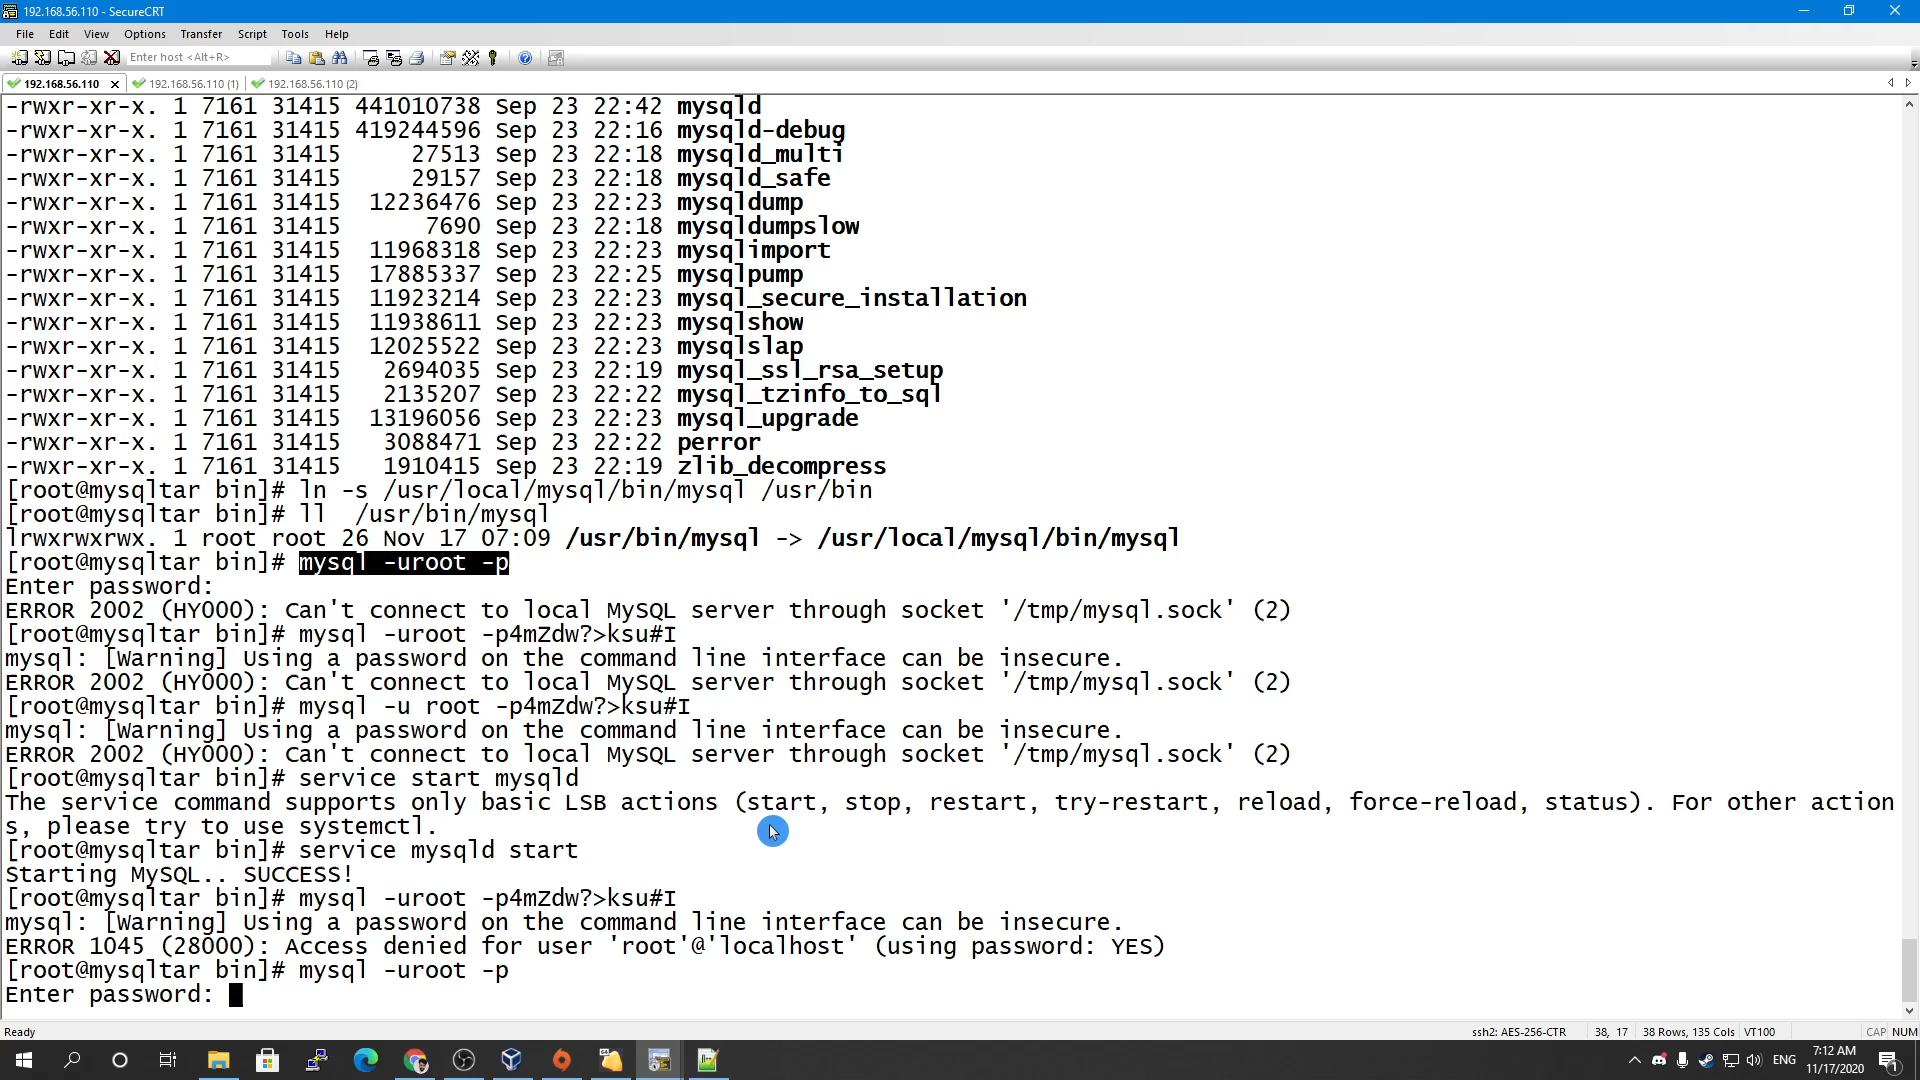 192.168.56.110 - SecureCRT
File Edit View Options Transfer Script Tools Help
Enter host <Alt+R>
192.168.56.110 192.168.56.110 (1) 192.168.56.110 (2)
-rwxr-xr-x. 1 7161 31415 441010738 Sep 23 22:42 mysqld
-rwxr-xr-x. 1 7161 31415 419244596 Sep 23 22:16 mysqld-debug
-rwxr-xr-x. 1 7161 31415     27513 Sep 23 22:18 mysqld_multi
-rwxr-xr-x. 1 7161 31415     29157 Sep 23 22:18 mysqld_safe
-rwxr-xr-x. 1 7161 31415  12236476 Sep 23 22:23 mysqldump
-rwxr-xr-x. 1 7161 31415      7690 Sep 23 22:18 mysqldumpslow
-rwxr-xr-x. 1 7161 31415  11968318 Sep 23 22:23 mysqlimport
-rwxr-xr-x. 1 7161 31415  17885337 Sep 23 22:25 mysqlpump
-rwxr-xr-x. 1 7161 31415  11923214 Sep 23 22:23 mysql_secure_installation
-rwxr-xr-x. 1 7161 31415  11938611 Sep 23 22:23 mysqlshow
-rwxr-xr-x. 1 7161 31415  12025522 Sep 23 22:23 mysqlslap
-rwxr-xr-x. 1 7161 31415   2694035 Sep 23 22:19 mysql_ssl_rsa_setup
-rwxr-xr-x. 1 7161 31415   2135207 Sep 23 22:22 mysql_tzinfo_to_sql
-rwxr-xr-x. 1 7161 31415  13196056 Sep 23 22:23 mysql_upgrade
-rwxr-xr-x. 1 7161 31415   3088471 Sep 23 22:22 perror
-rwxr-xr-x. 1 7161 31415   1910415 Sep 23 22:19 zlib_decompress
[root@mysqltar bin]# ln -s /usr/local/mysql/bin/mysql /usr/bin
[root@mysqltar bin]# ll  /usr/bin/mysql
lrwxrwxrwx. 1 root root 26 Nov 17 07:09 /usr/bin/mysql -> /usr/local/mysql/bin/mysql
[root@mysqltar bin]# mysql -uroot -p
Enter password:
ERROR 2002 (HY000): Can't connect to local MySQL server through socket '/tmp/mysql.sock' (2)
[root@mysqltar bin]# mysql -uroot -p4mZdw?>ksu#I
mysql: [Warning] Using a password on the command line interface can be insecure.
ERROR 2002 (HY000): Can't connect to local MySQL server through socket '/tmp/mysql.sock' (2)
[root@mysqltar bin]# mysql -u root -p4mZdw?>ksu#I
mysql: [Warning] Using a password on the command line interface can be insecure.
ERROR 2002 (HY000): Can't connect to local MySQL server through socket '/tmp/mysql.sock' (2)
[root@mysqltar bin]# service start mysqld
The service command supports only basic LSB actions (start, stop, restart, try-restart, reload, force-reload, status). For other action
s, please try to use systemctl.
[root@mysqltar bin]# service mysqld start
Starting MySQL.. SUCCESS!
[root@mysqltar bin]# mysql -uroot -p4mZdw?>ksu#I
mysql: [Warning] Using a password on the command line interface can be insecure.
ERROR 1045 (28000): Access denied for user 'root'@'localhost' (using password: YES)
[root@mysqltar bin]# mysql -uroot -p
Enter password:
Ready ssh2: AES-256-CTR 38, 17 38 Rows, 135 Cols VT100 CAP NUM
ENG 7:12 AM
11/17/2020
1